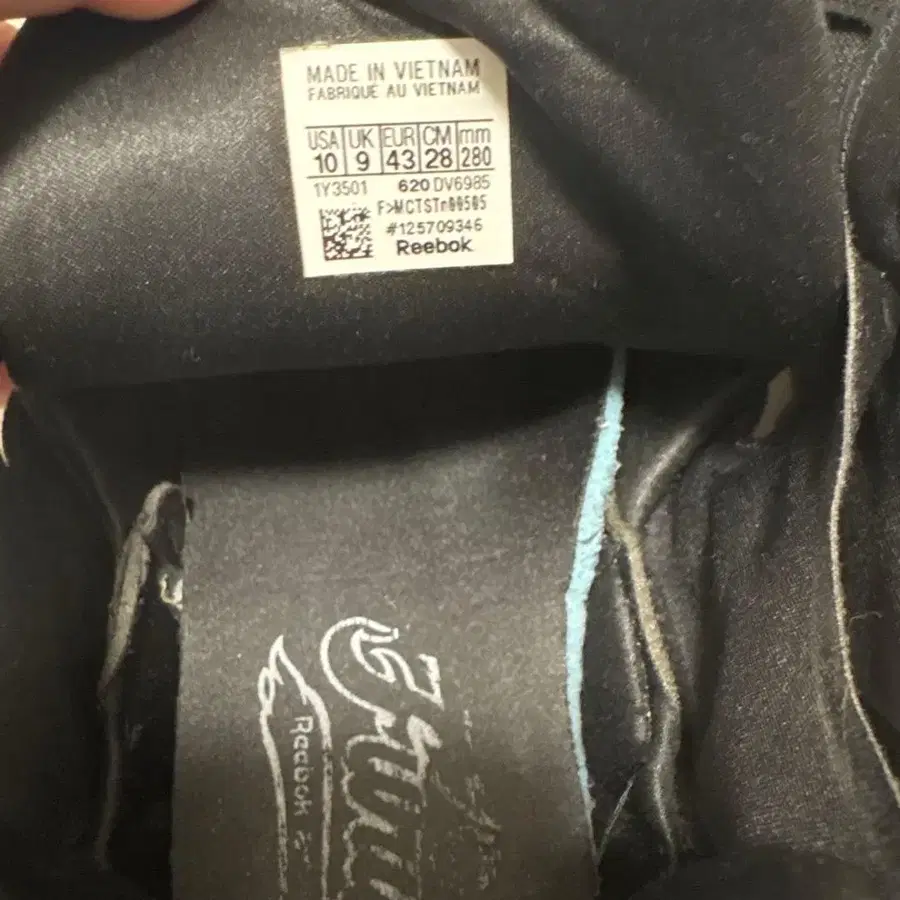 MADE IN VIETNAM
FABRIQUÉ AU VIETNAM
USA UK EUR CM mm
10 9 43 28 280
1Y3501 620 DV6985
#125709346
Reebok
Reebok